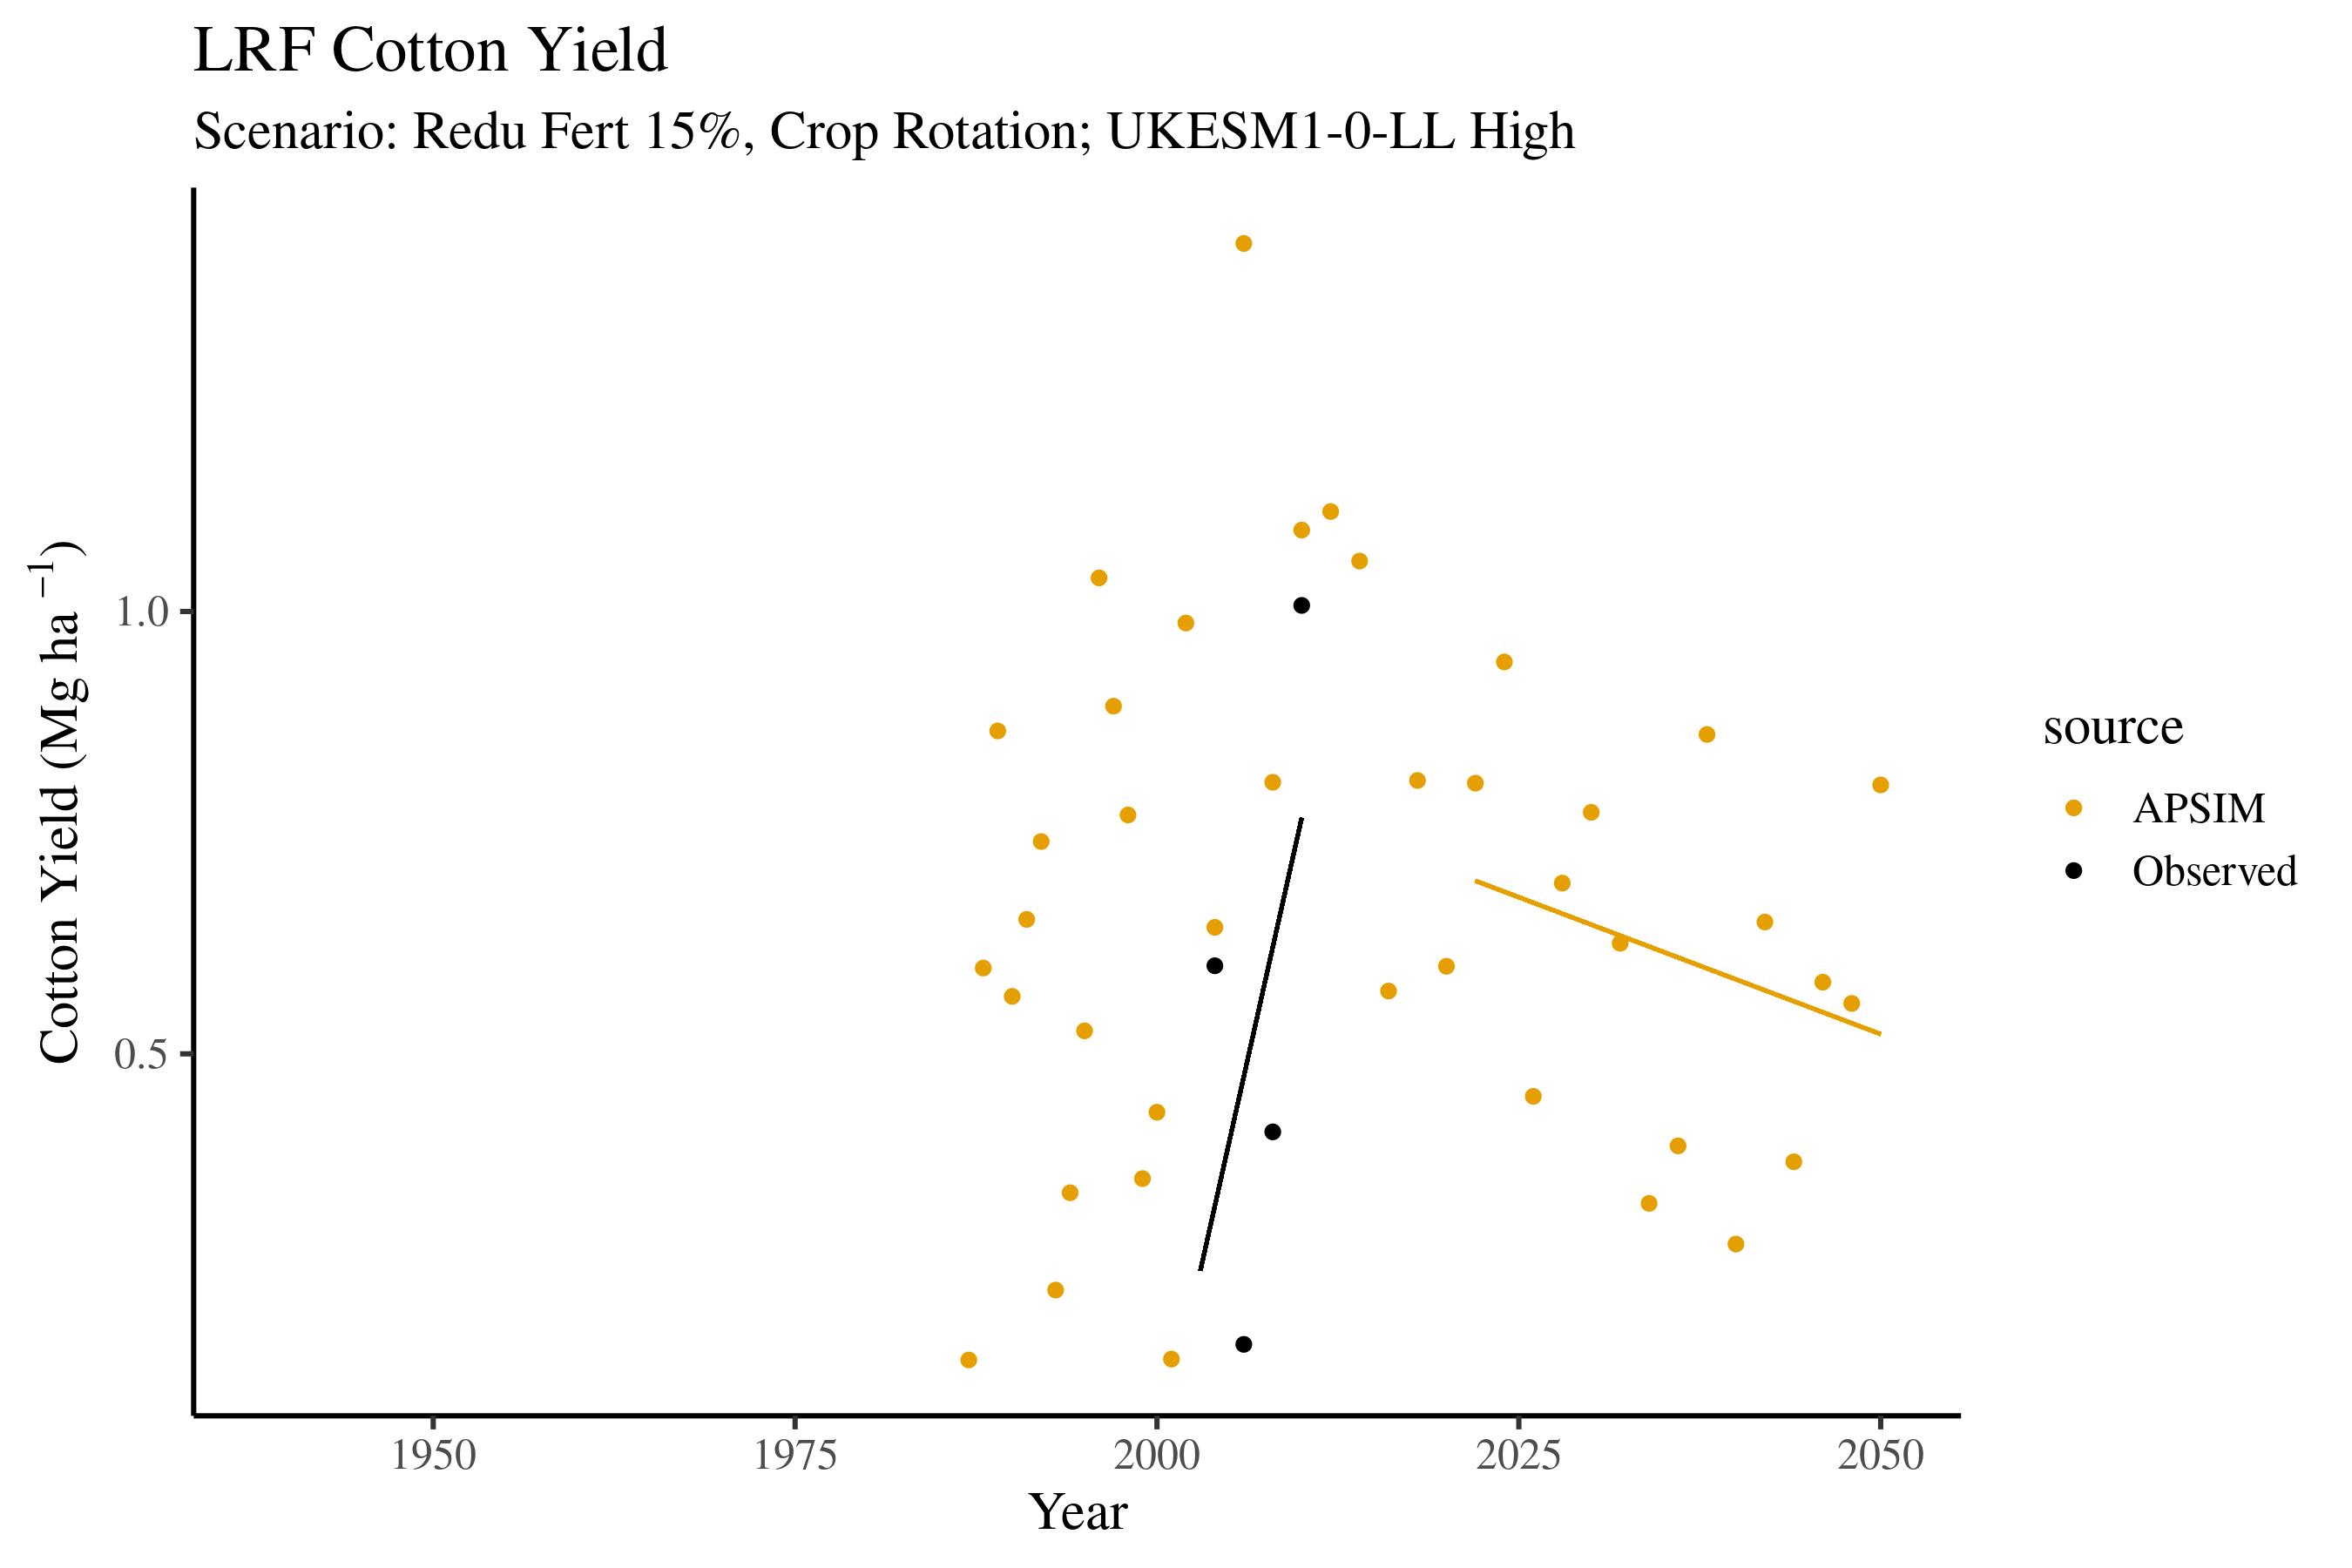 LRF Cotton Yield
Scenario: Redu Fert 15%, Crop Rotation; UKESM1-0-LL High
Cotton Yield (Mg ha −1)
1.0
0.5
1950 1975 2000 2025 2050
Year
source
APSIM
Observed